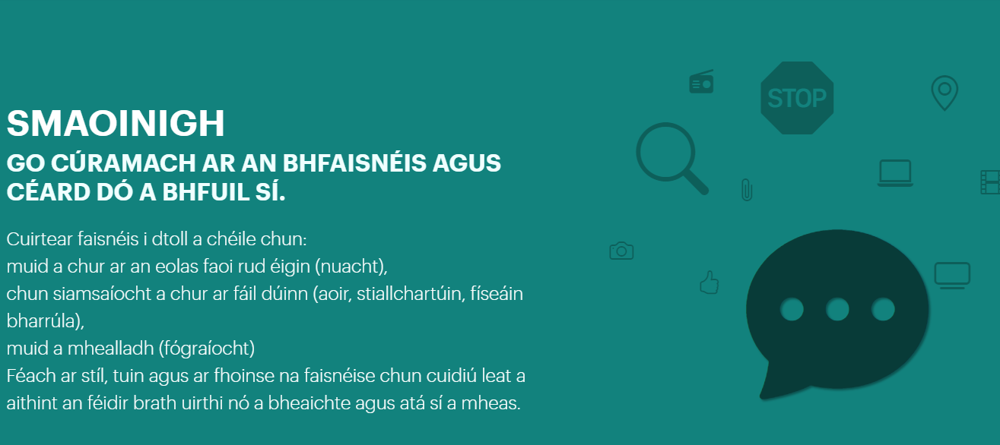 SMAOINIGH
GO CÚRAMACH AR AN BHFAISNÉIS AGUS
CÉARD DÓ A BHFUIL SÍ.
Cuirtear faisnéis i dtoll a chéile chun:
muid a chur ar an eolas faoi rud éigin (nuacht),
chun siamsaíocht a chur ar fáil dúinn (aoir, stiallchartúin, físeáin
bharrúla),
muid a mhealladh (fógraíocht)
Féach ar stíl, tuin agus ar fhoinse na faisnéise chun cuidiú leat a
aithint an féidir brath uirthi nó a bheaichte agus atá sí a mheas.
STOP